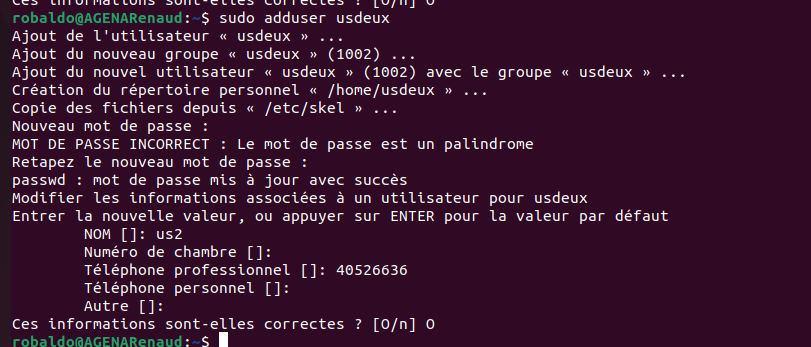 Ces informations sont-elles correctes ? [O/n] O
robaldo@AGENARenaud:~$ sudo adduser usdeux
Ajout de l'utilisateur « usdeux » ...
Ajout du nouveau groupe « usdeux » (1002) ...
Ajout du nouvel utilisateur « usdeux » (1002) avec le groupe « usdeux » ...
Création du répertoire personnel « /home/usdeux » ...
Copie des fichiers depuis « /etc/skel » ...
Nouveau mot de passe :
MOT DE PASSE INCORRECT : Le mot de passe est un palindrome
Retapez le nouveau mot de passe :
passwd : mot de passe mis à jour avec succès
Modifier les informations associées à un utilisateur pour usdeux
Entrer la nouvelle valeur, ou appuyer sur ENTER pour la valeur par défaut
NOM []: us2
Numéro de chambre []:
Téléphone professionnel []: 40526636
Téléphone personnel []:
Autre []:
Ces informations sont-elles correctes ? [O/n] O
robaldo@AGENARenaud:~$